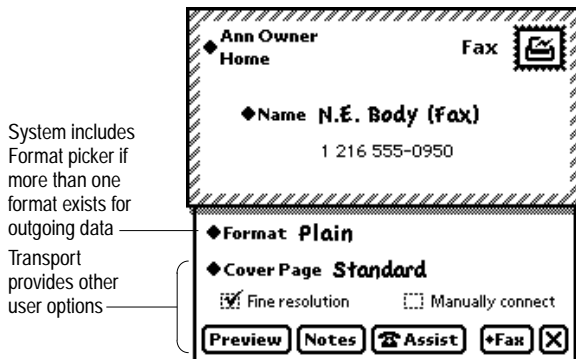 Ann Owner
Home
Fax
◆Name N.E. Body (Fax)
1 216 555-0950
System includes
Format picker if
more than one
format exists for
outgoing data
Transport
provides other
user options
◆Format Plain
◆Cover Page Standard
Fine resolution Manually connect
Preview Notes Assist ◆Fax X